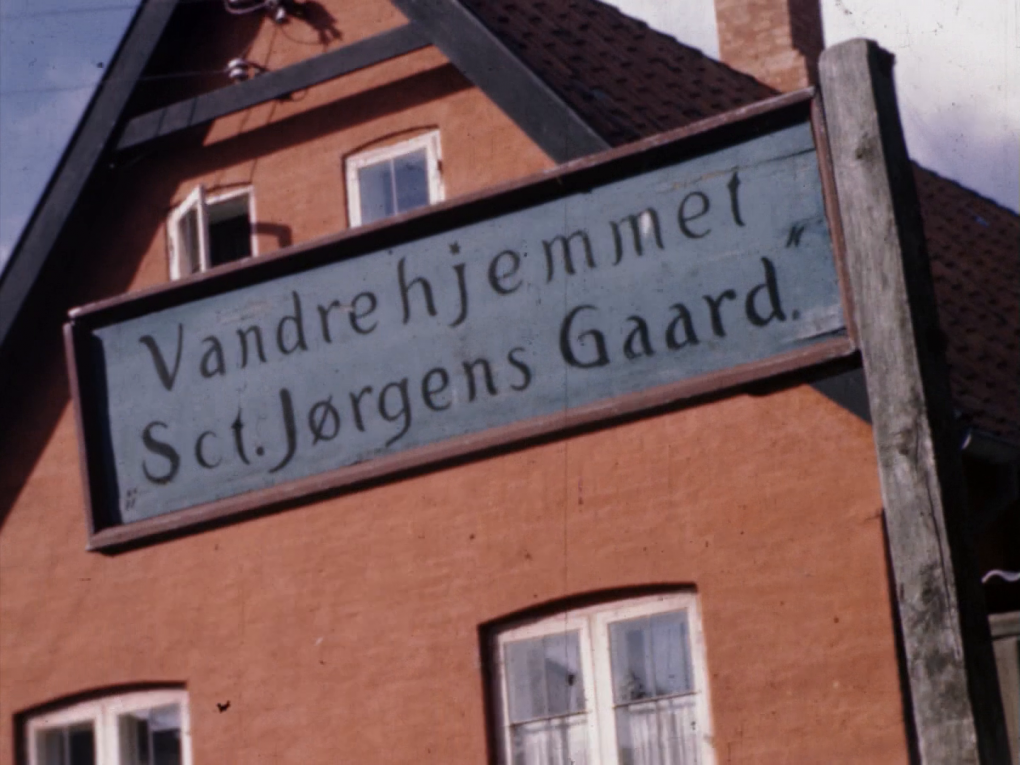 Vandrehjemmet
„Sct. Jørgens Gaard.“